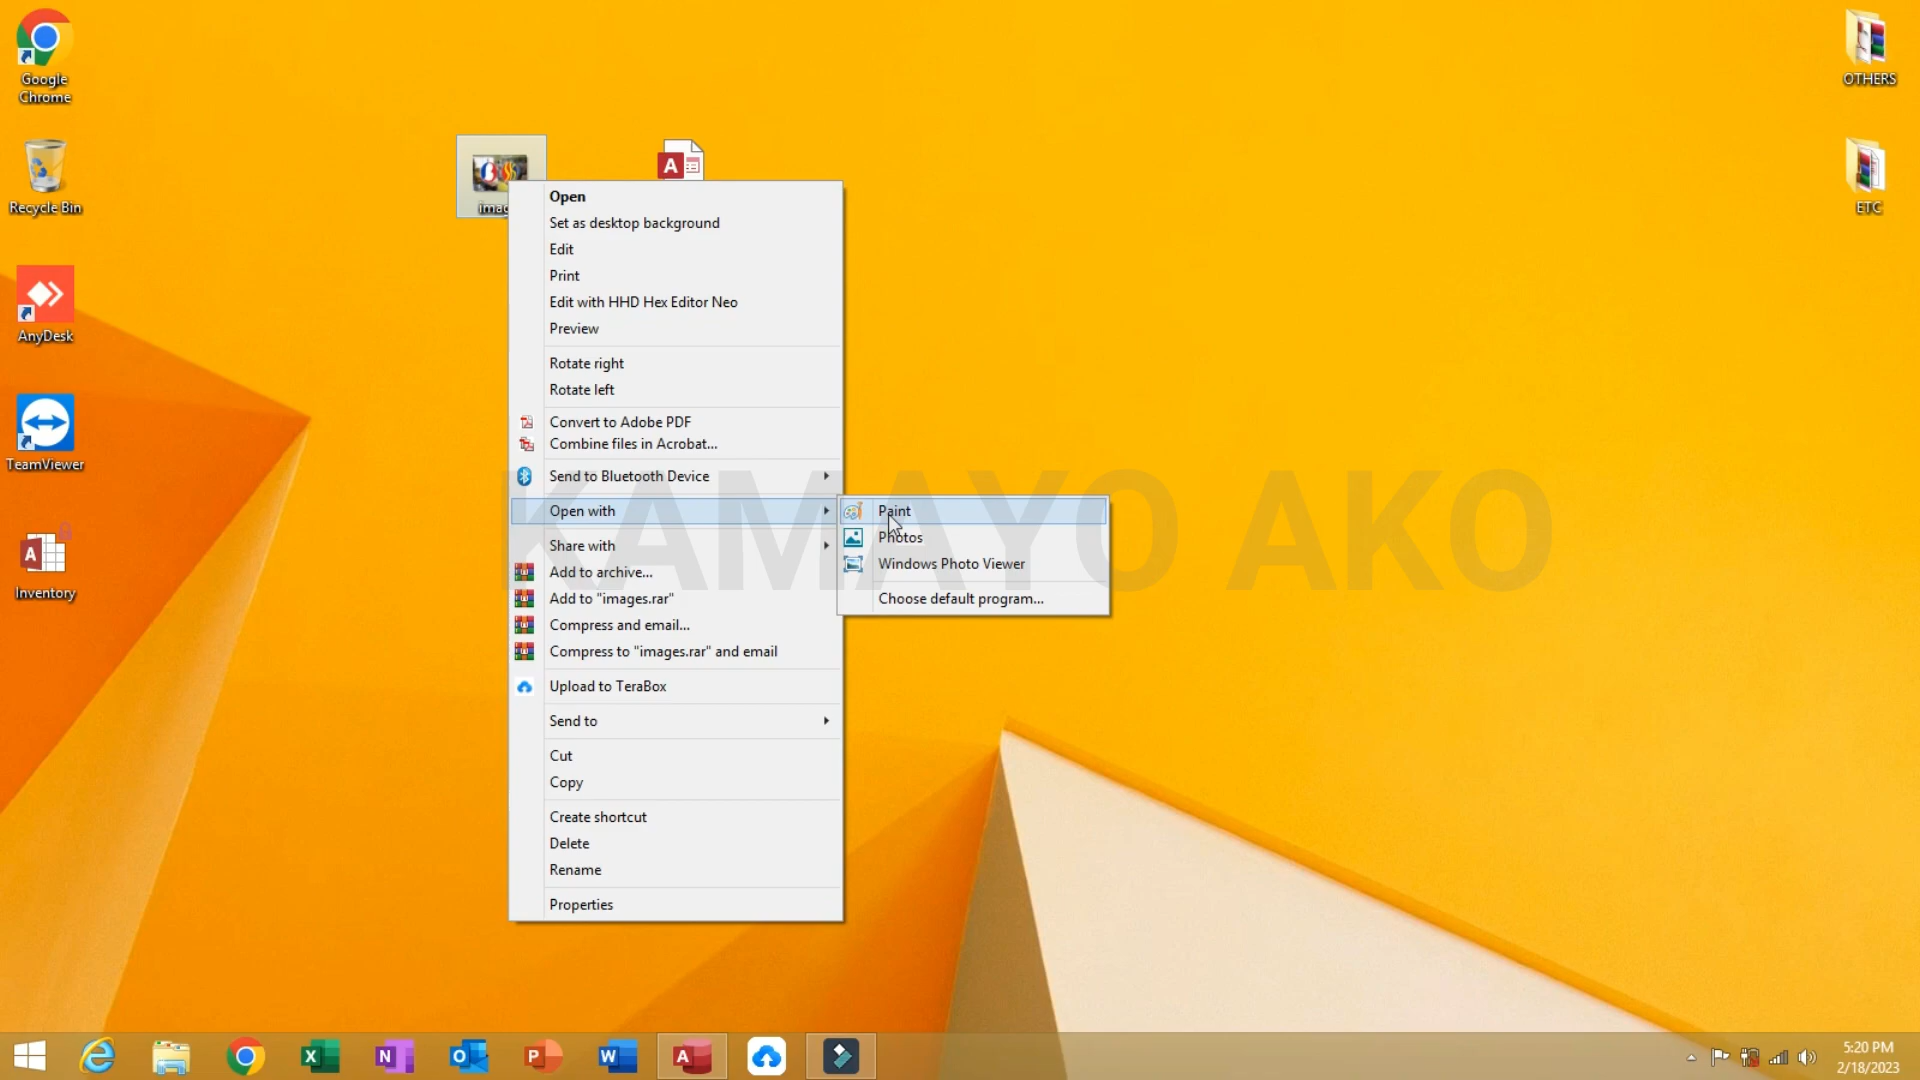 Google
Chrome
Recycle Bin
AnyDesk
TeamViewer
Inventory
OTHERS
ETC
Open
Set as desktop background
Edit
Print
Edit with HHD Hex Editor Neo
Preview
Rotate right
Rotate left
Convert to Adobe PDF
Combine files in Acrobat...
Send to Bluetooth Device
Open with
Share with
Add to archive...
Add to "images.rar"
Compress and email...
Compress to "images.rar" and email
Upload to TeraBox
Send to
Cut
Copy
Create shortcut
Delete
Rename
Properties
Paint
Photos
Windows Photo Viewer
Choose default program...
KAMAYO AKO
5:20 PM
2/18/2023